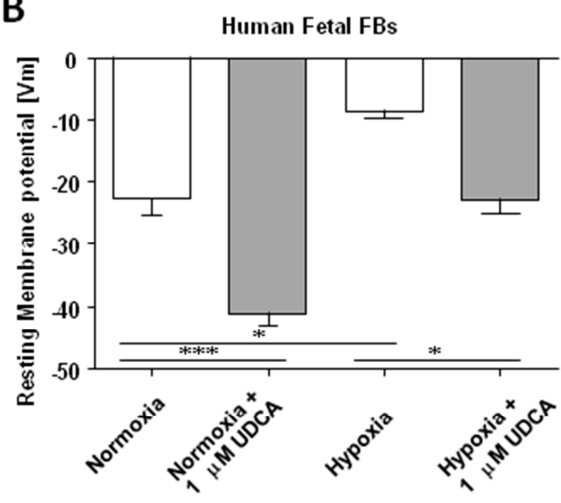 B
Human Fetal FBs
Resting Membrane potential [Vm]
0
-10
-20
-30
-40
-50
*
***
*
Normoxia
Normoxia +
1 μM UDCA
Hypoxia
Hypoxia +
1 μM UDCA